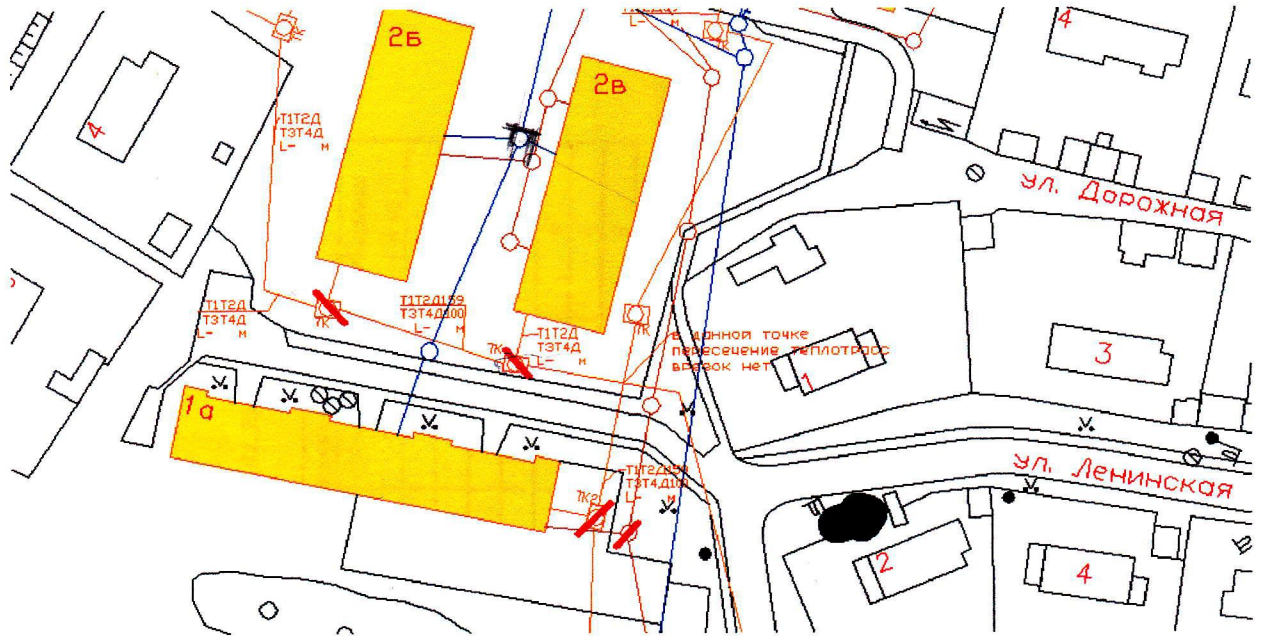 4
2Б
2В
4
Т1Т2Д
Т3Т4Д
L- м
ул. Дорожная
Т1Т2Д
Т3Т4Д
L- м
Т1Т2Д159
Т3Т4Д100
L- м
ТК
ТК
Т1Т2Д
Т3Т4Д
L- м
ТК
в данной точке
пересечение теплотрасс
врезок нет
1
3
1а
ул. Ленинская
Т1Т2Д159
L- м
ТК2
2
4